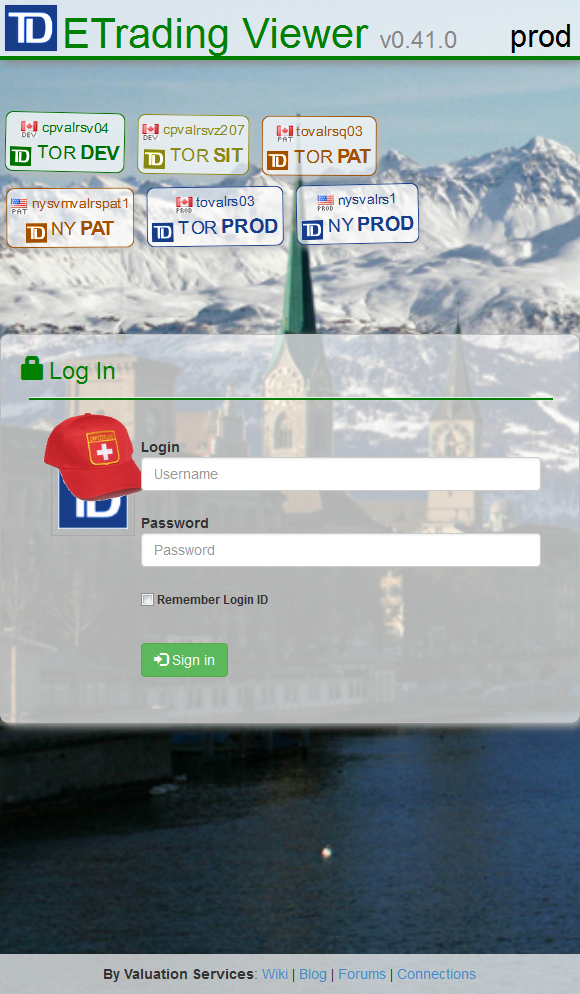 TD ETrading Viewer v0.41.0 prod
DEV cpvalrsv04
TD TOR DEV
DEV cpvalrsvz207
TD TOR SIT
PAT tovalrsq03
TD TOR PAT
PAT nysvmvalrspat1
TD NY PAT
PROD tovalrs03
TD TOR PROD
PROD nysvalrs1
TD NY PROD
Log In
TD
Login
Username
Password
Password
Remember Login ID
Sign in
By Valuation Services: Wiki | Blog | Forums | Connections